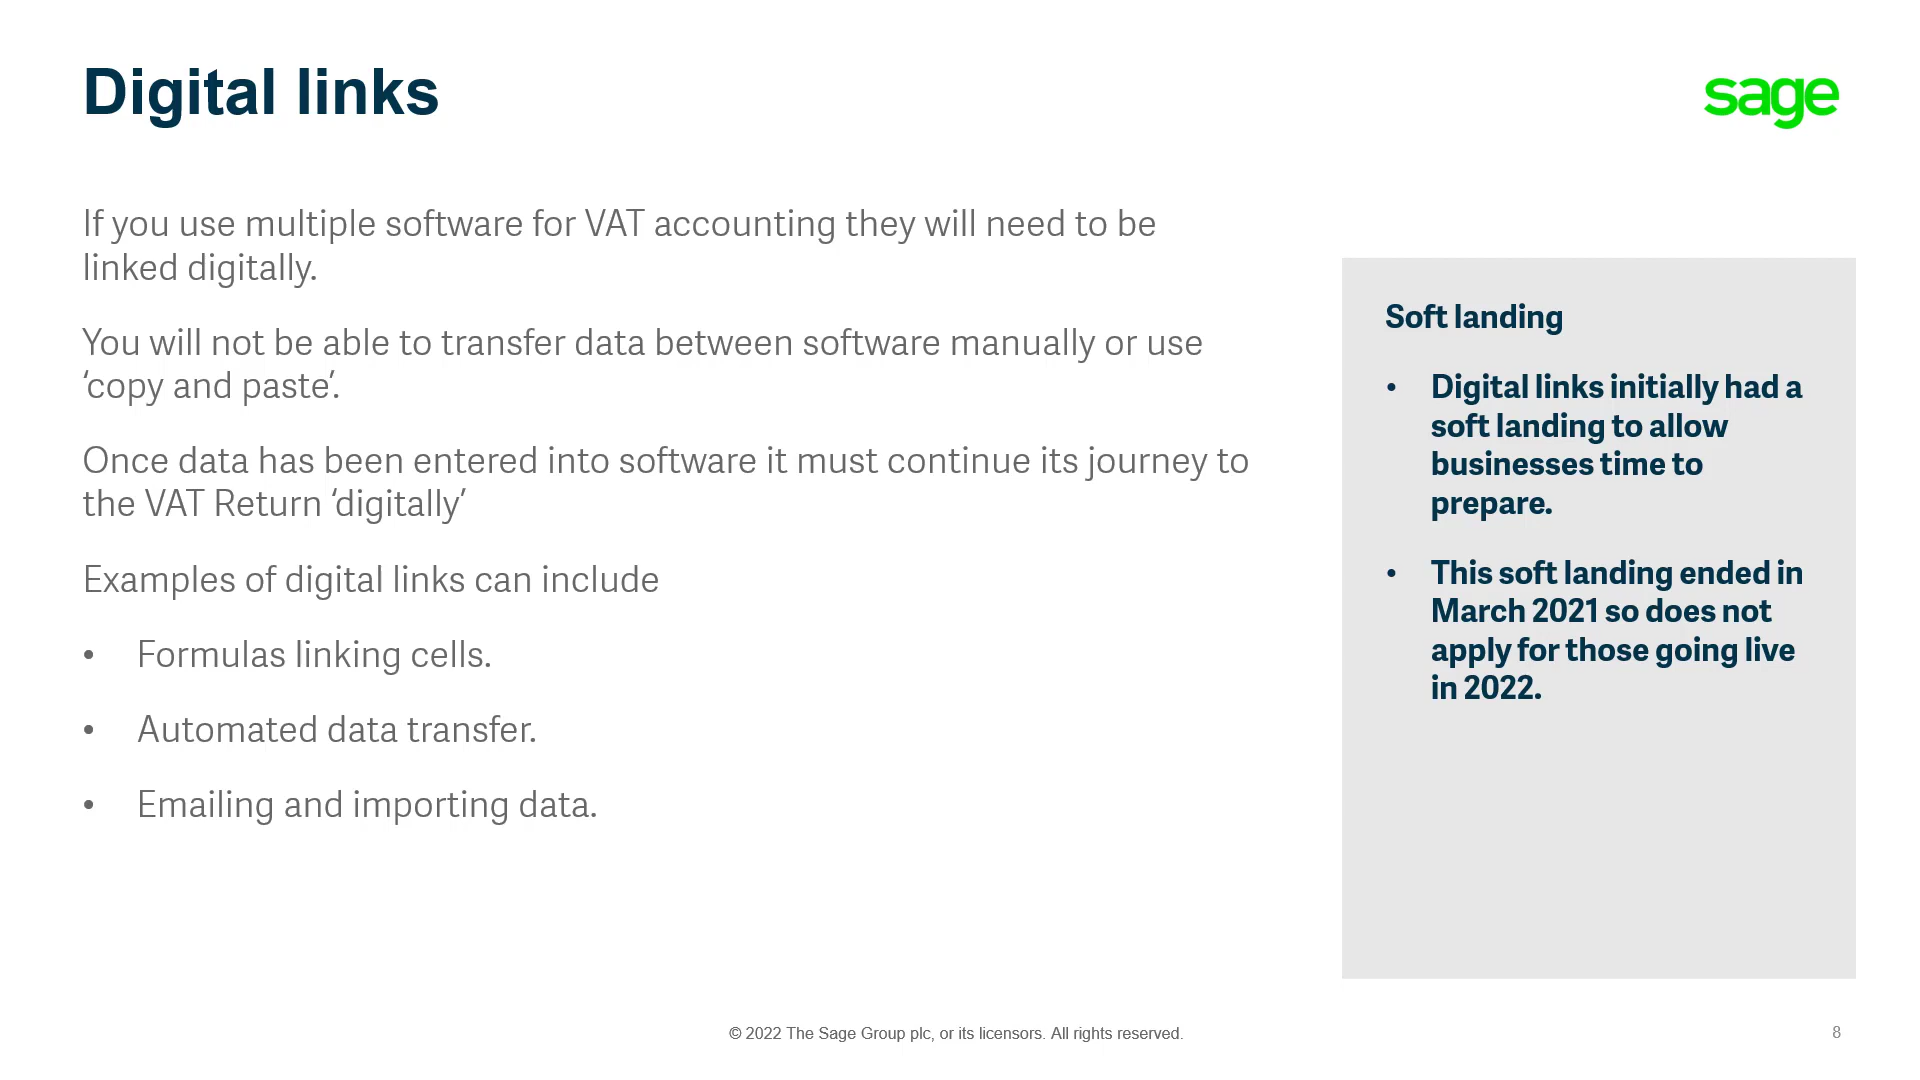 Digital links
sage
If you use multiple software for VAT accounting they will need to be
linked digitally.
You will not be able to transfer data between software manually or use
‘copy and paste’.
Once data has been entered into software it must continue its journey to
the VAT Return ‘digitally’
Examples of digital links can include
• Formulas linking cells.
• Automated data transfer.
• Emailing and importing data.
Soft landing
• Digital links initially had a
soft landing to allow
businesses time to
prepare.
• This soft landing ended in
March 2021 so does not
apply for those going live
in 2022.
© 2022 The Sage Group plc, or its licensors. All rights reserved.
8